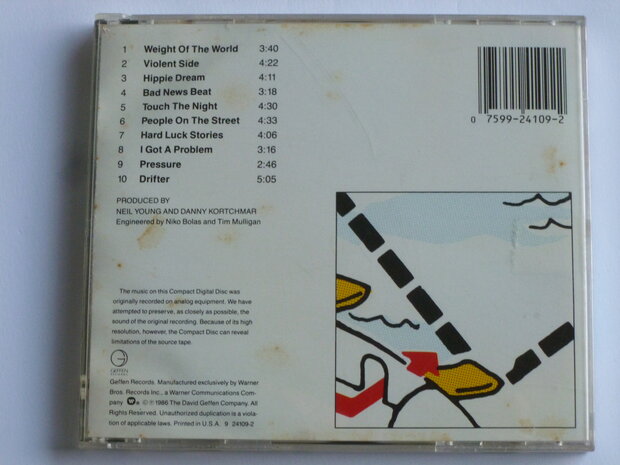 1 Weight Of The World 3:40
2 Violent Side 4:22
3 Hippie Dream 4:11
4 Bad News Beat 3:18
5 Touch The Night 4:30
6 People On The Street 4:33
7 Hard Luck Stories 4:06
8 I Got A Problem 3:16
9 Pressure 2:46
10 Drifter 5:05
PRODUCED BY
NEIL YOUNG AND DANNY KORTCHMAR
Engineered by Niko Bolas and Tim Mulligan
0 7599-24109-2
The music on this Compact Digital Disc was
originally recorded on analog equipment. We have
attempted to preserve, as closely as possible, the
sound of the original recording. Because of its high
resolution, however, the Compact Disc can reveal
limitations of the source tape.
GEFFEN
Geffen Records. Manufactured exclusively by Warner
Bros. Records Inc., a Warner Communications Com-
pany ©℗1986 The David Geffen Company. All
Rights Reserved. Unauthorized duplication is a viola-
tion of applicable laws. Printed in U.S.A. 9 24109-2